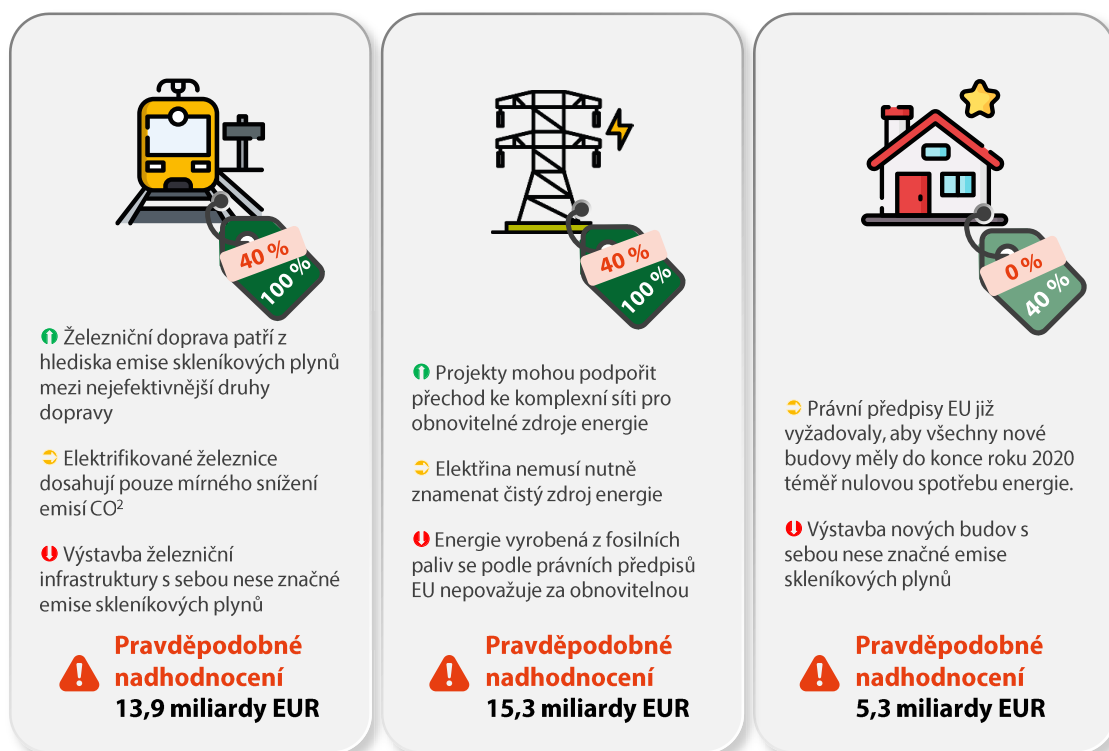 40 %
100 %
Železniční doprava patří z
hlediska emise skleníkových plynů
mezi nejefektivnější druhy
dopravy
Elektrifikované železnice
dosahují pouze mírného snížení
emisí CO²
Výstavba železniční
infrastruktury s sebou nese značné
emise skleníkových plynů
Pravděpodobné
nadhodnocení
13,9 miliardy EUR
40 %
100 %
Projekty mohou podpořit
přechod ke komplexní síti pro
obnovitelné zdroje energie
Elektřina nemusí nutně
znamenat čistý zdroj energie
Energie vyrobená z fosilních
paliv se podle právních předpisů
EU nepovažuje za obnovitelnou
Pravděpodobné
nadhodnocení
15,3 miliardy EUR
0 %
40 %
Právní předpisy EU již
vyžadovaly, aby všechny nové
budovy měly do konce roku 2020
téměř nulovou spotřebu energie.
Výstavba nových budov s
sebou nese značné emise
skleníkových plynů
Pravděpodobné
nadhodnocení
5,3 miliardy EUR